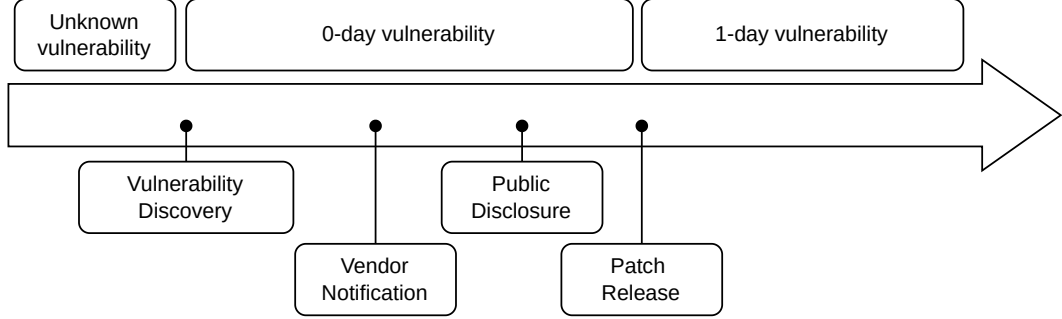 Unknown
vulnerability
0-day vulnerability
1-day vulnerability
Vulnerability
Discovery
Vendor
Notification
Public
Disclosure
Patch
Release